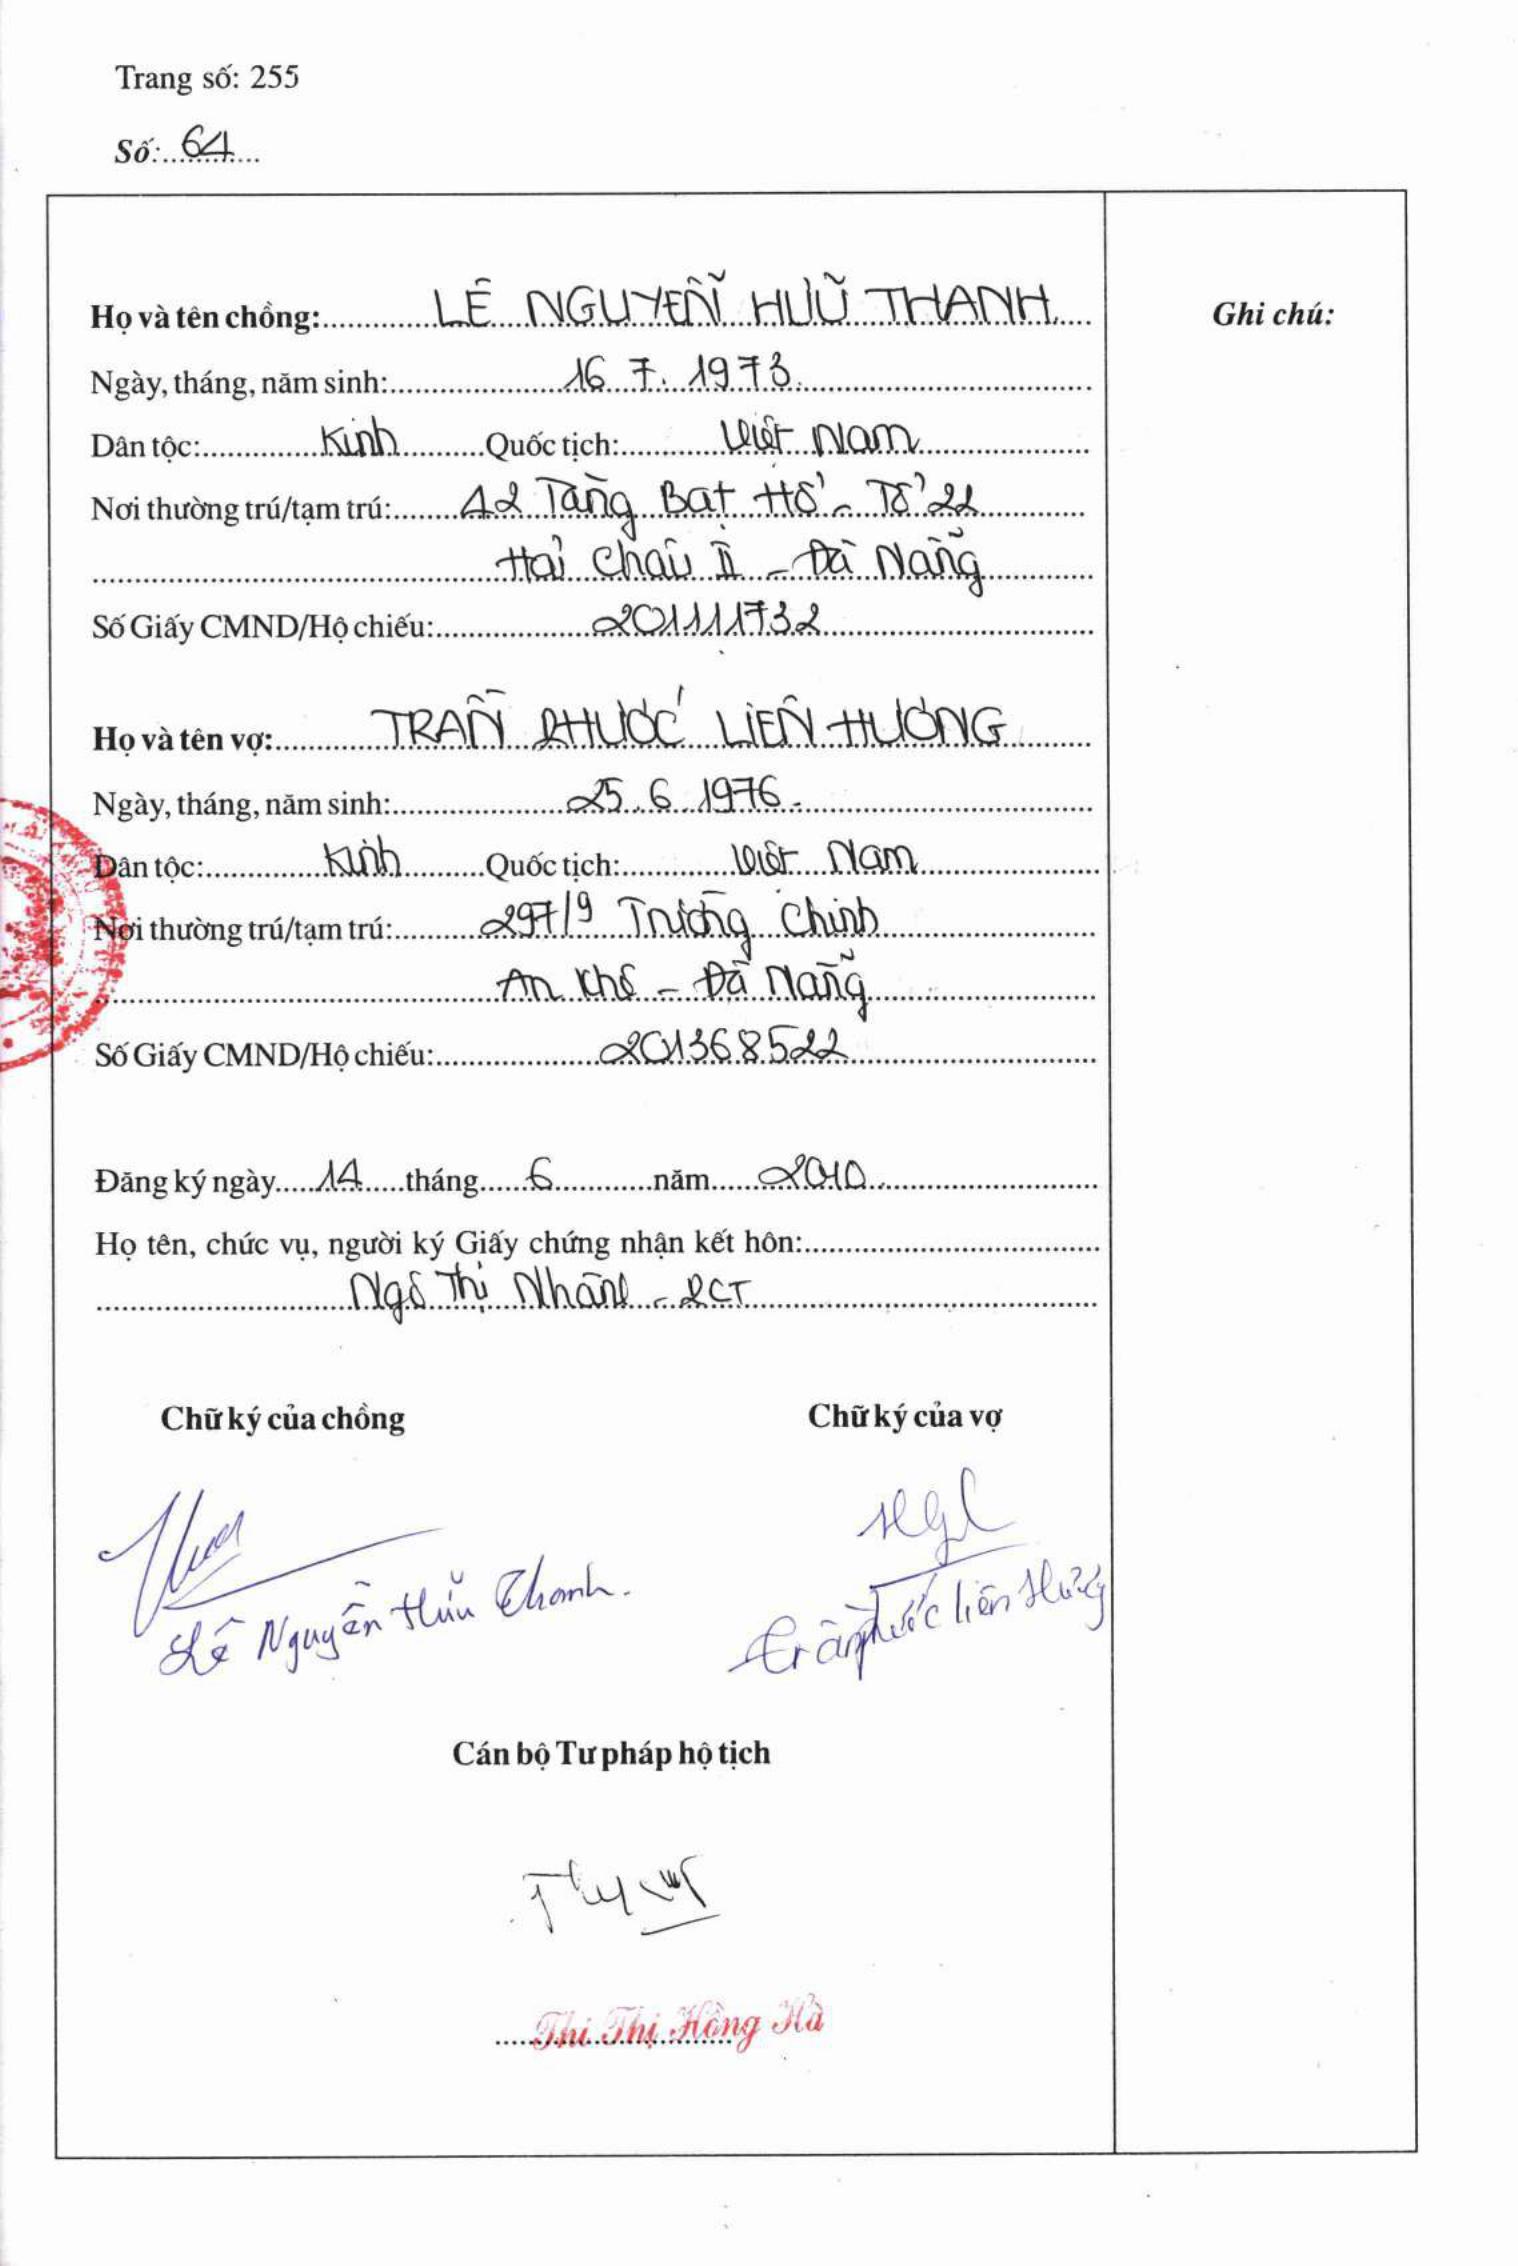 Trang số: 255
Số: 64
Họ và tên chồng: LÊ NGUYỄN HỮU THANH
Ghi chú:
Ngày, tháng, năm sinh: 16.7.1973
Dân tộc: Kinh Quốc tịch: Việt Nam
Nơi thường trú/tạm trú: 42 Tăng Bạt Hổ - Tổ 22
Hải Châu II - Đà Nẵng
Số Giấy CMND/Hộ chiếu: 201111732
Họ và tên vợ: TRẦN PHƯỚC LIÊN HƯƠNG
Ngày, tháng, năm sinh: 25.6.1976.
Dân tộc: Kinh Quốc tịch: Việt Nam
Nơi thường trú/tạm trú: 297/9 Trường Chinh
An Khê - Đà Nẵng
Số Giấy CMND/Hộ chiếu: 201368522
Đăng ký ngày 14 tháng 6 năm 2010
Họ tên, chức vụ, người ký Giấy chứng nhận kết hôn:
Ngô Thị - PCT
Chữ ký của chồng Chữ ký của vợ
Lê Nguyễn Hữu Thanh. Trần Phước Liên Hương
Cán bộ Tư pháp hộ tịch
Thi Thị Hồng Hà